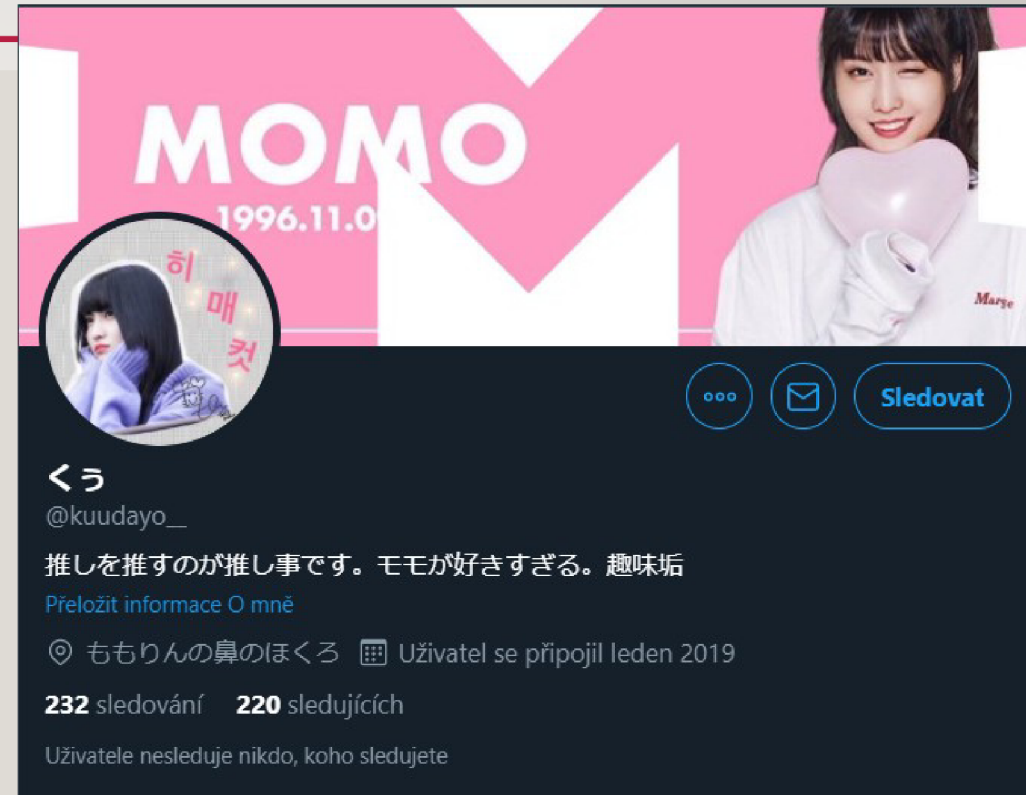 MOMO
1996.11.0
Marge
히
매
컷
Sledovat
くぅ
@kuudayo__
推しを推すのが推し事です。モモが好きすぎる。趣味垢
Přeložit informace O mně
ももりんの鼻のほくろ Uživatel se připojil leden 2019
232 sledování 220 sledujících
Uživatele nesleduje nikdo, koho sledujete